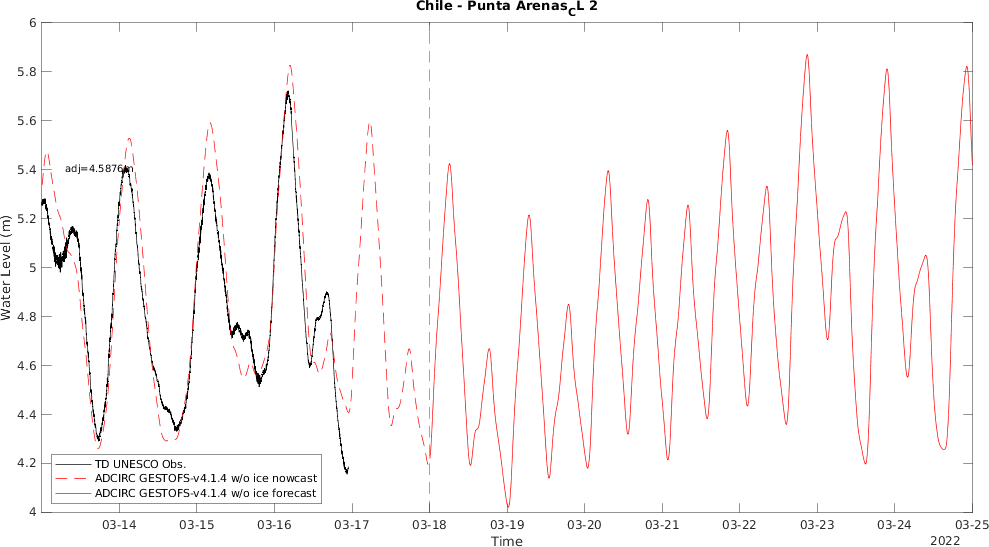 Chile - Punta Arenas_CL 2
6
5.8
5.6
5.4
5.2
5
4.8
4.6
4.4
4.2
4
Water Level (m)
adj=4.5876m
TD UNESCO Obs.
ADCIRC GESTOFS-v4.1.4 w/o ice nowcast
ADCIRC GESTOFS-v4.1.4 w/o ice forecast
03-14 03-15 03-16 03-17 03-18 03-19 03-20 03-21 03-22 03-23 03-24 03-25
Time
2022